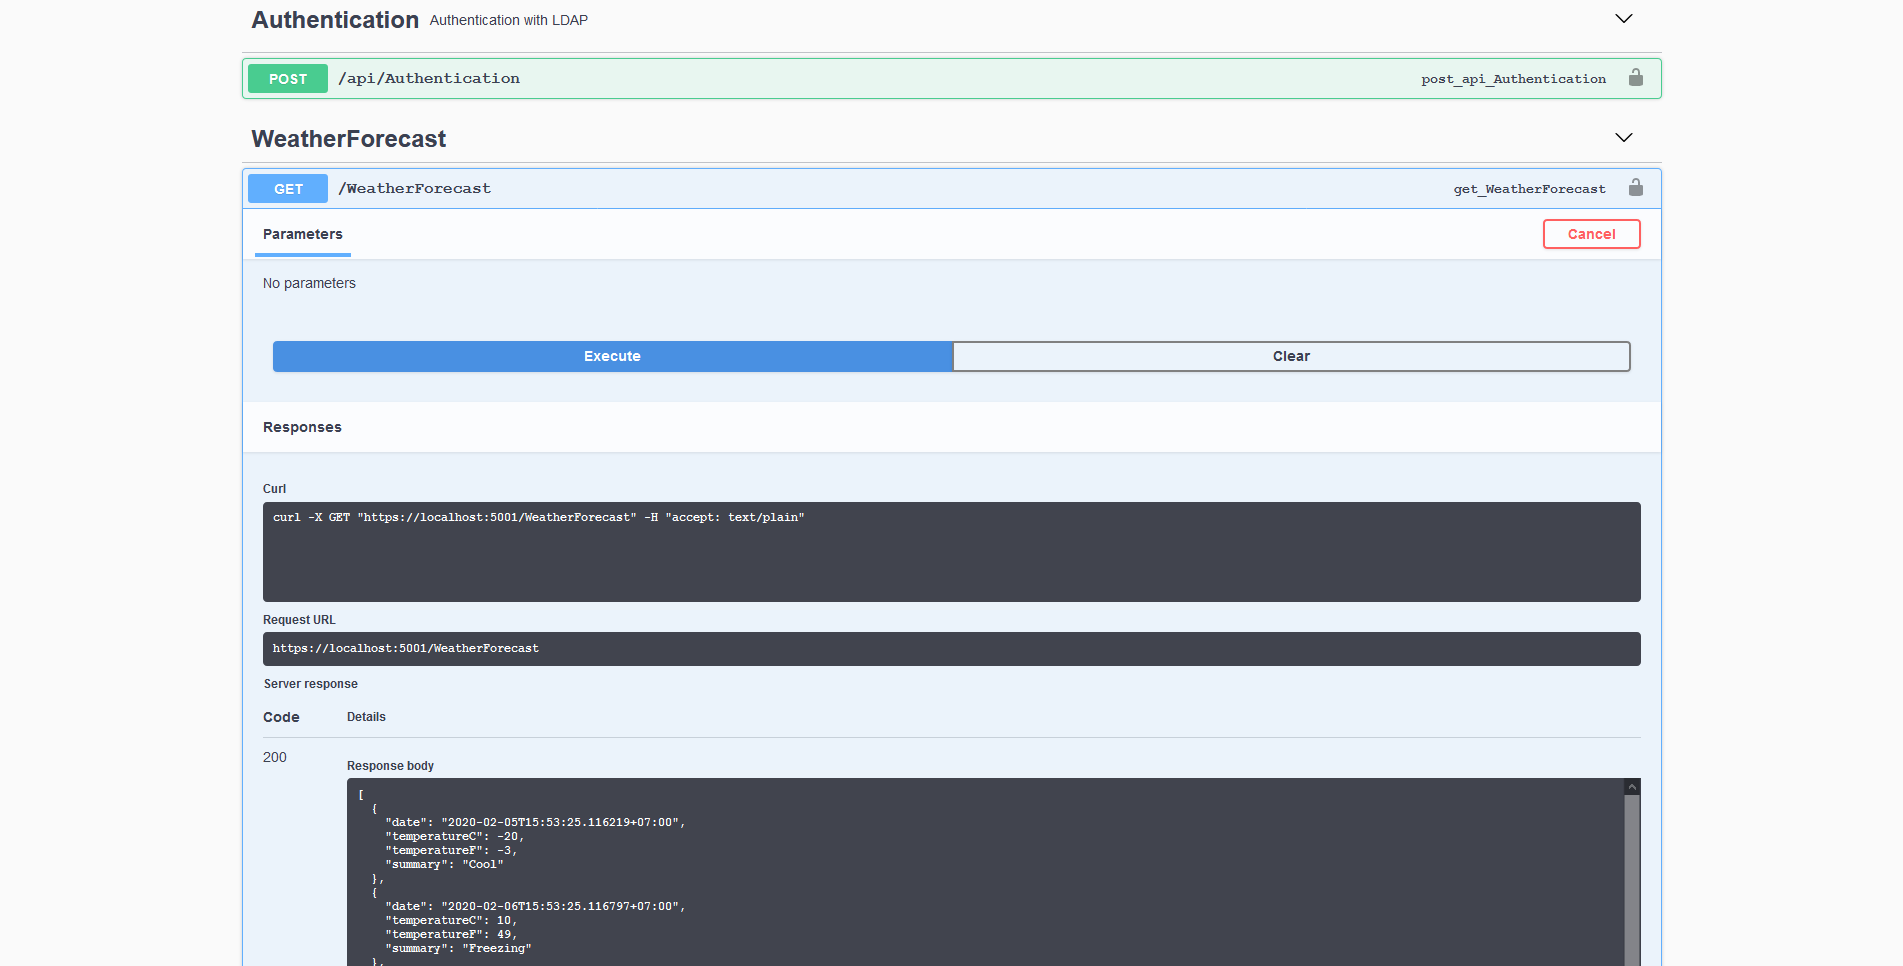 Authentication Authentication with LDAP
POST /api/Authentication post_api_Authentication
WeatherForecast
GET /WeatherForecast get_WeatherForecast
Parameters Cancel
No parameters
Execute Clear
Responses
Curl
curl -X GET "https://localhost:5001/WeatherForecast" -H "accept: text/plain"
Request URL
https://localhost:5001/WeatherForecast
Server response
Code Details
200
Response body
[
{
"date": "2020-02-05T15:53:25.116219+07:00",
"temperatureC": -20,
"temperatureF": -3,
"summary": "Cool"
},
{
"date": "2020-02-06T15:53:25.116797+07:00",
"temperatureC": 10,
"temperatureF": 49,
"summary": "Freezing"
},